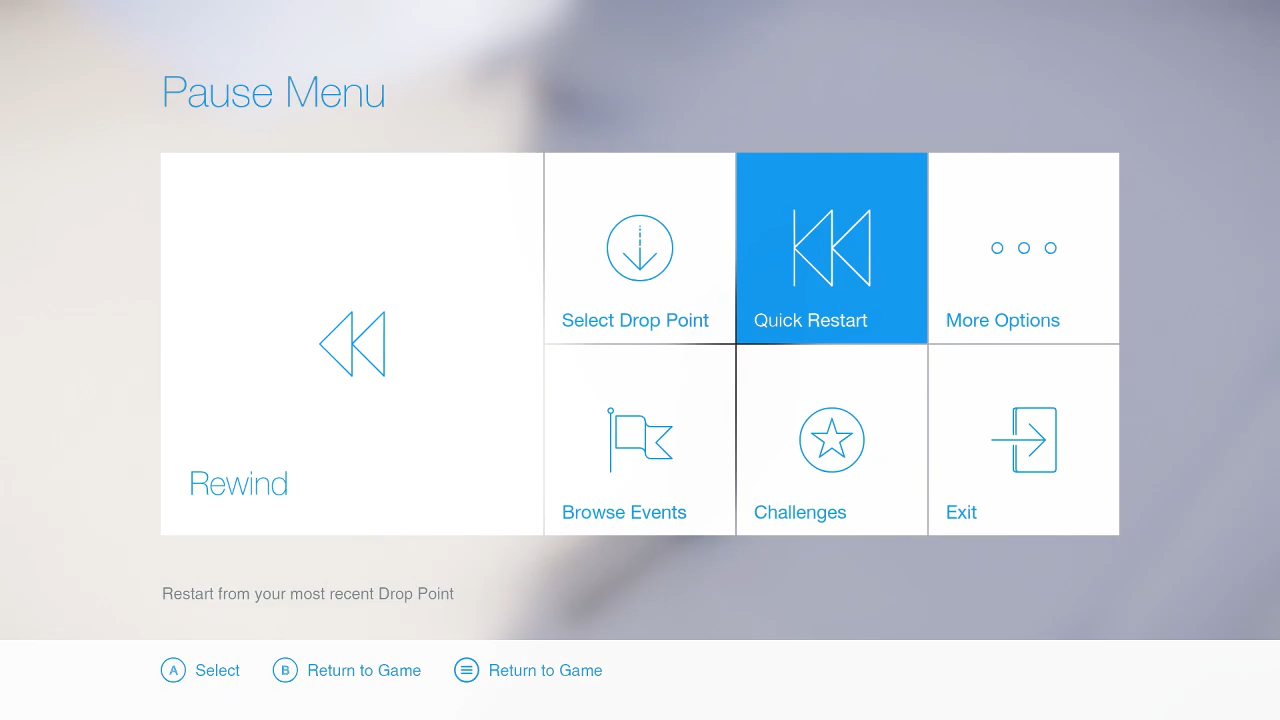 Pause Menu
Rewind
Select Drop Point
Quick Restart
More Options
Browse Events
Challenges
Exit
Restart from your most recent Drop Point
A Select B Return to Game Return to Game